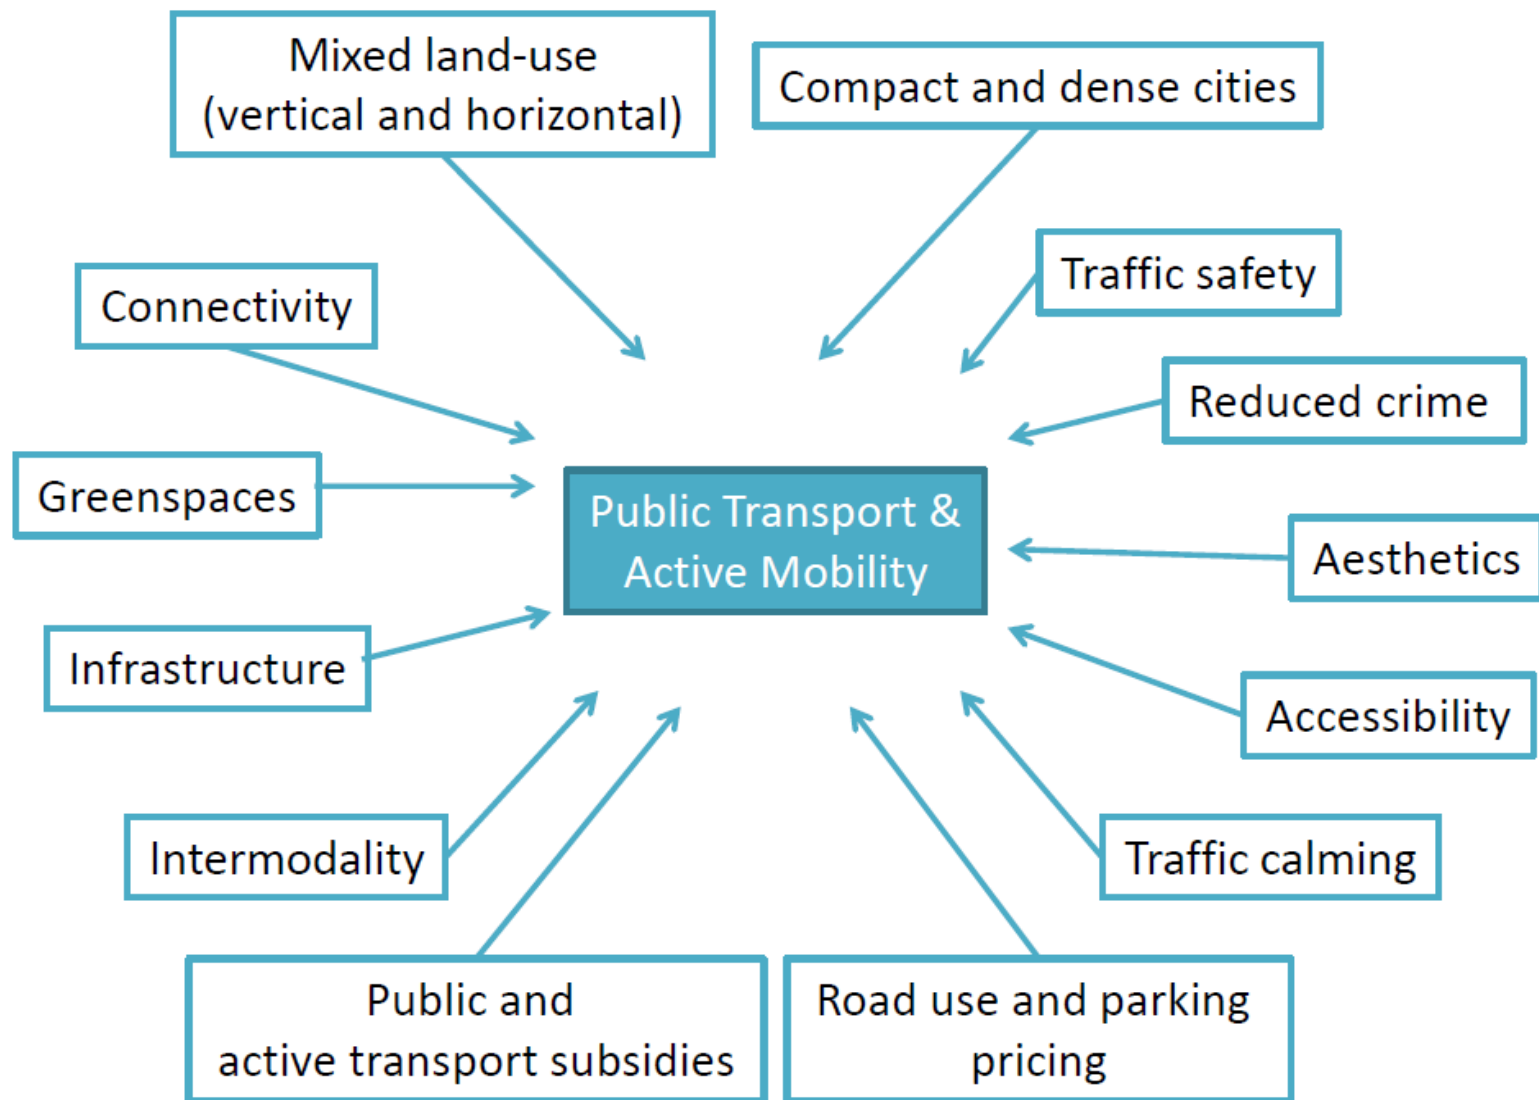 Mixed land-use
(vertical and horizontal)
Compact and dense cities
Traffic safety
Connectivity
Reduced crime
Greenspaces
Public Transport &
Active Mobility
Aesthetics
Infrastructure
Accessibility
Intermodality
Traffic calming
Public and
active transport subsidies
Road use and parking
pricing